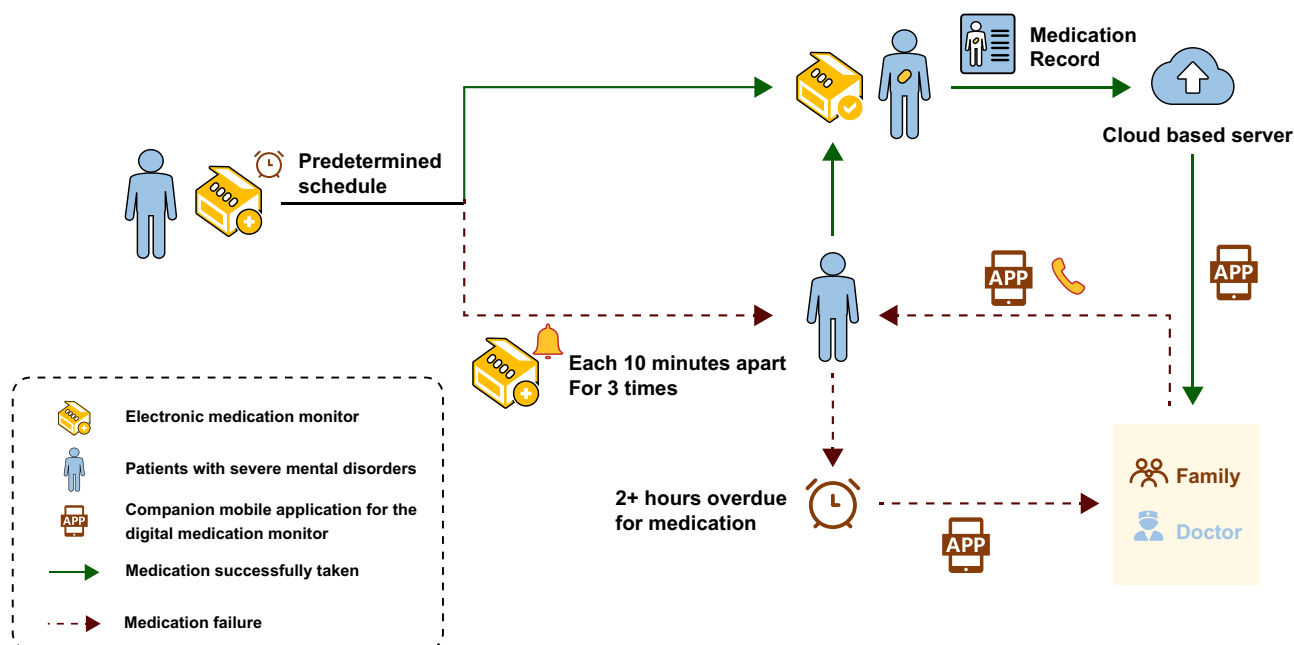 Medication
Record
Cloud based server
Predetermined
schedule
APP
APP
Each 10 minutes apart
For 3 times
2+ hours overdue
for medication
APP
Family
Doctor
Electronic medication monitor
Patients with severe mental disorders
APP
Companion mobile application for the
digital medication monitor
Medication successfully taken
Medication failure